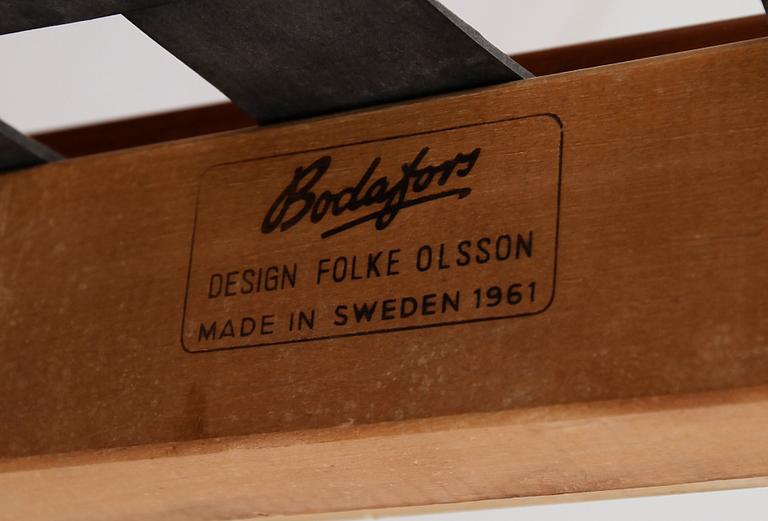 Bodafors
DESIGN FOLKE OLSSON
MADE IN SWEDEN 1961